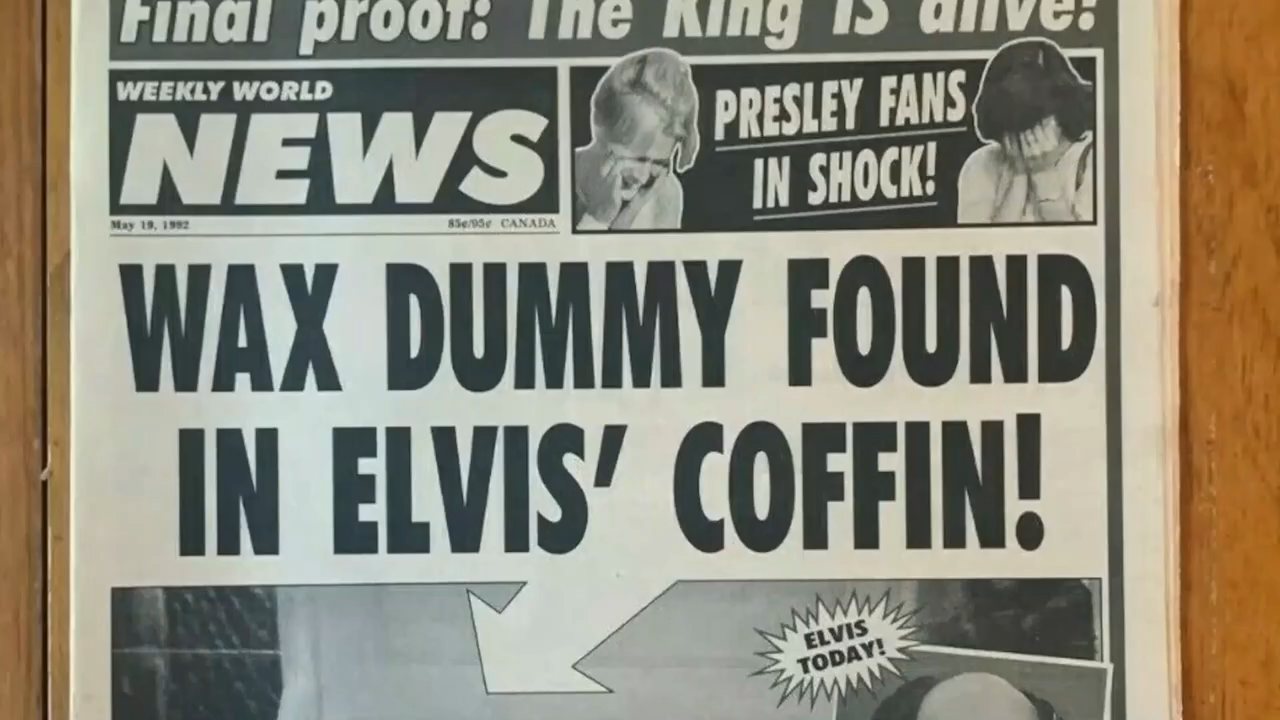 Final proof: The King IS alive!
WEEKLY WORLD
NEWS
May 19, 1992
85¢/95¢ CANADA
PRESLEY FANS
IN SHOCK!
WAX DUMMY FOUND
IN ELVIS' COFFIN!
ELVIS
TODAY!